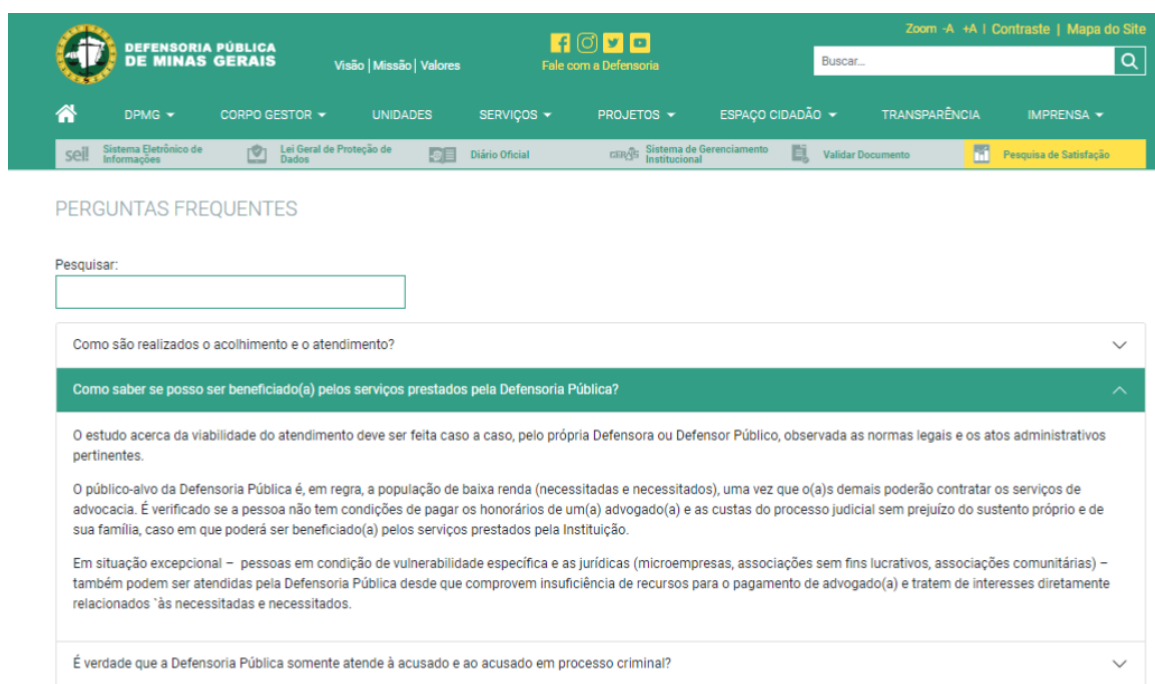 Zoom -A +A | Contraste | Mapa do Site
DEFENSORIA PÚBLICA
DE MINAS GERAIS
Visão | Missão | Valores
Fale com a Defensoria
Buscar...
DPMG
CORPO GESTOR
UNIDADES
SERVIÇOS
PROJETOS
ESPAÇO CIDADÃO
TRANSPARÊNCIA
IMPRENSA
sei! Sistema Eletrônico de
Informações
Lei Geral de Proteção de
Dados
Diário Oficial
GERAIS Sistema de Gerenciamento
Institucional
Validar Documento
Pesquisa de Satisfação
PERGUNTAS FREQUENTES
Pesquisar:
Como são realizados o acolhimento e o atendimento?
Como saber se posso ser beneficiado(a) pelos serviços prestados pela Defensoria Pública?
O estudo acerca da viabilidade do atendimento deve ser feita caso a caso, pelo própria Defensora ou Defensor Público, observada as normas legais e os atos administrativos
pertinentes.
O público-alvo da Defensoria Pública é, em regra, a população de baixa renda (necessitadas e necessitados), uma vez que o(a)s demais poderão contratar os serviços de
advocacia. É verificado se a pessoa não tem condições de pagar os honorários de um(a) advogado(a) e as custas do processo judicial sem prejuízo do sustento próprio e de
sua família, caso em que poderá ser beneficiado(a) pelos serviços prestados pela Instituição.
Em situação excepcional – pessoas em condição de vulnerabilidade específica e as jurídicas (microempresas, associações sem fins lucrativos, associações comunitárias) –
também podem ser atendidas pela Defensoria Pública desde que comprovem insuficiência de recursos para o pagamento de advogado(a) e tratem de interesses diretamente
relacionados `às necessitadas e necessitados.
É verdade que a Defensoria Pública somente atende à acusado e ao acusado em processo criminal?